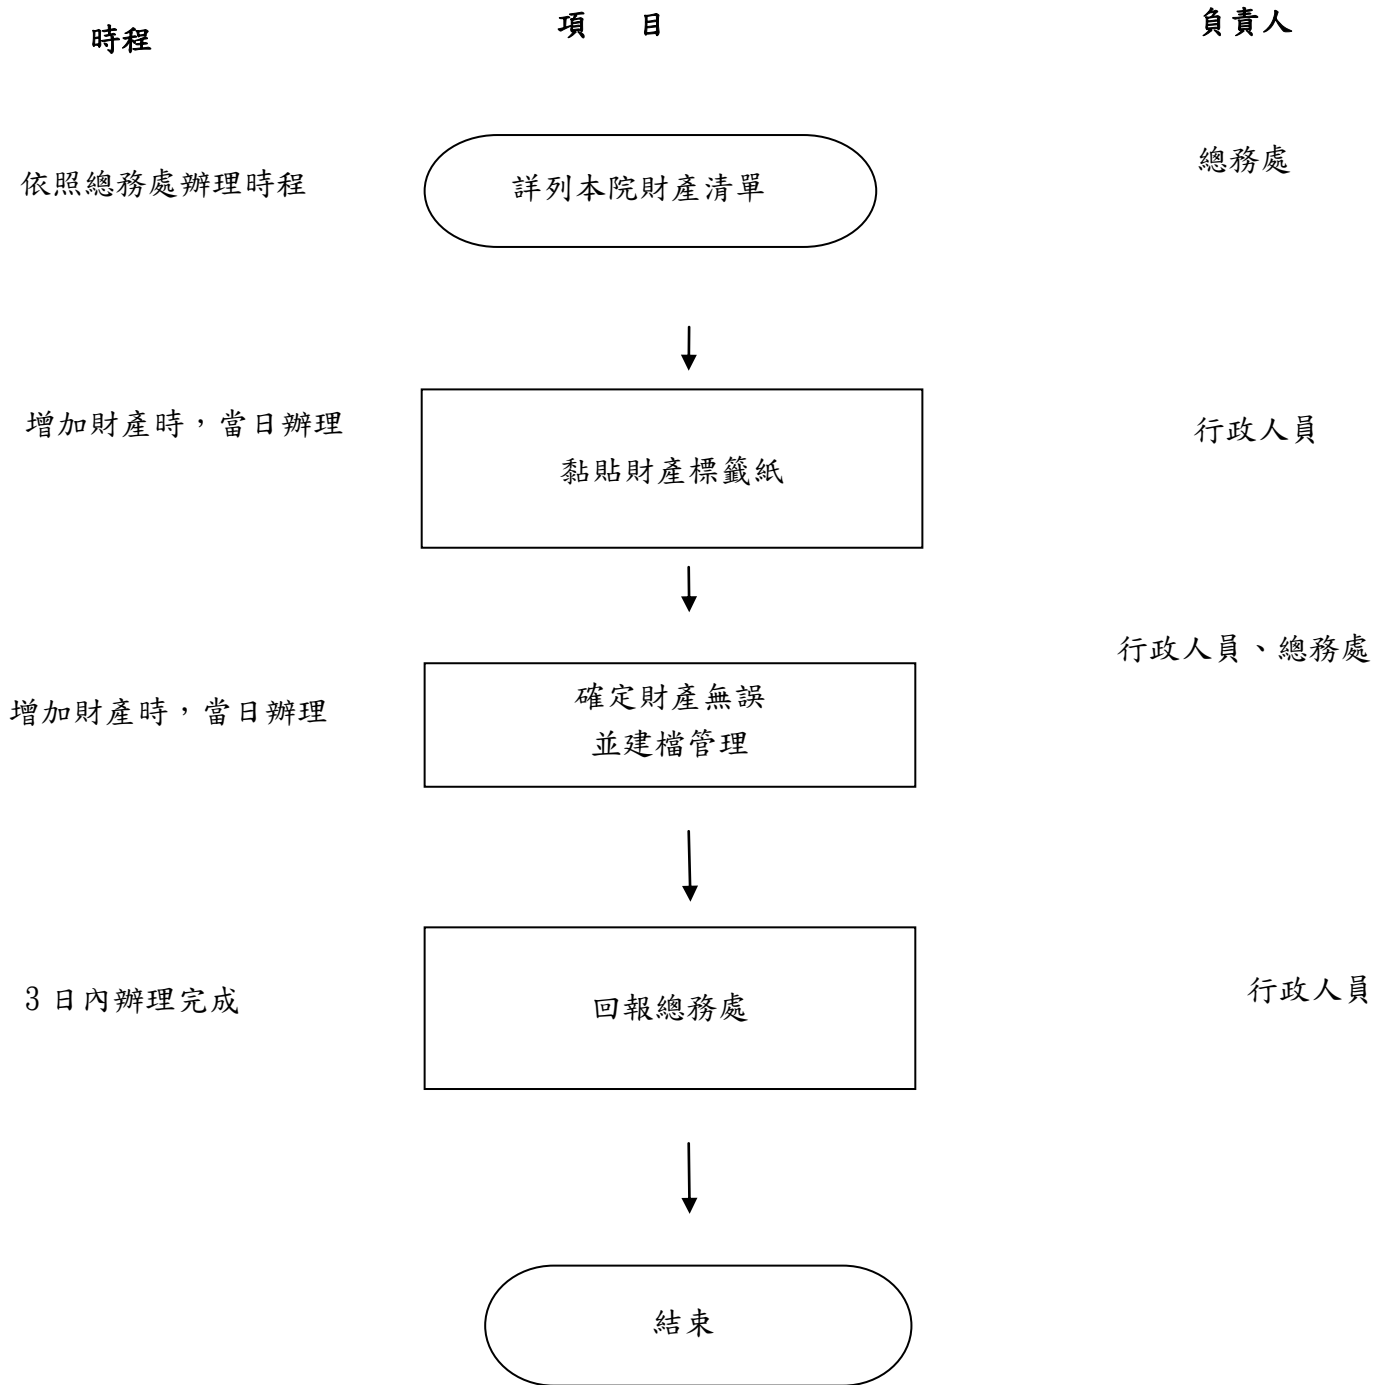 時程
項 目
負責人
依照總務處辦理時程
詳列本院財產清單
總務處
增加財產時，當日辦理
黏貼財產標籤紙
行政人員
增加財產時，當日辦理
確定財產無誤
並建檔管理
行政人員、總務處
3 日內辦理完成
回報總務處
行政人員
結束